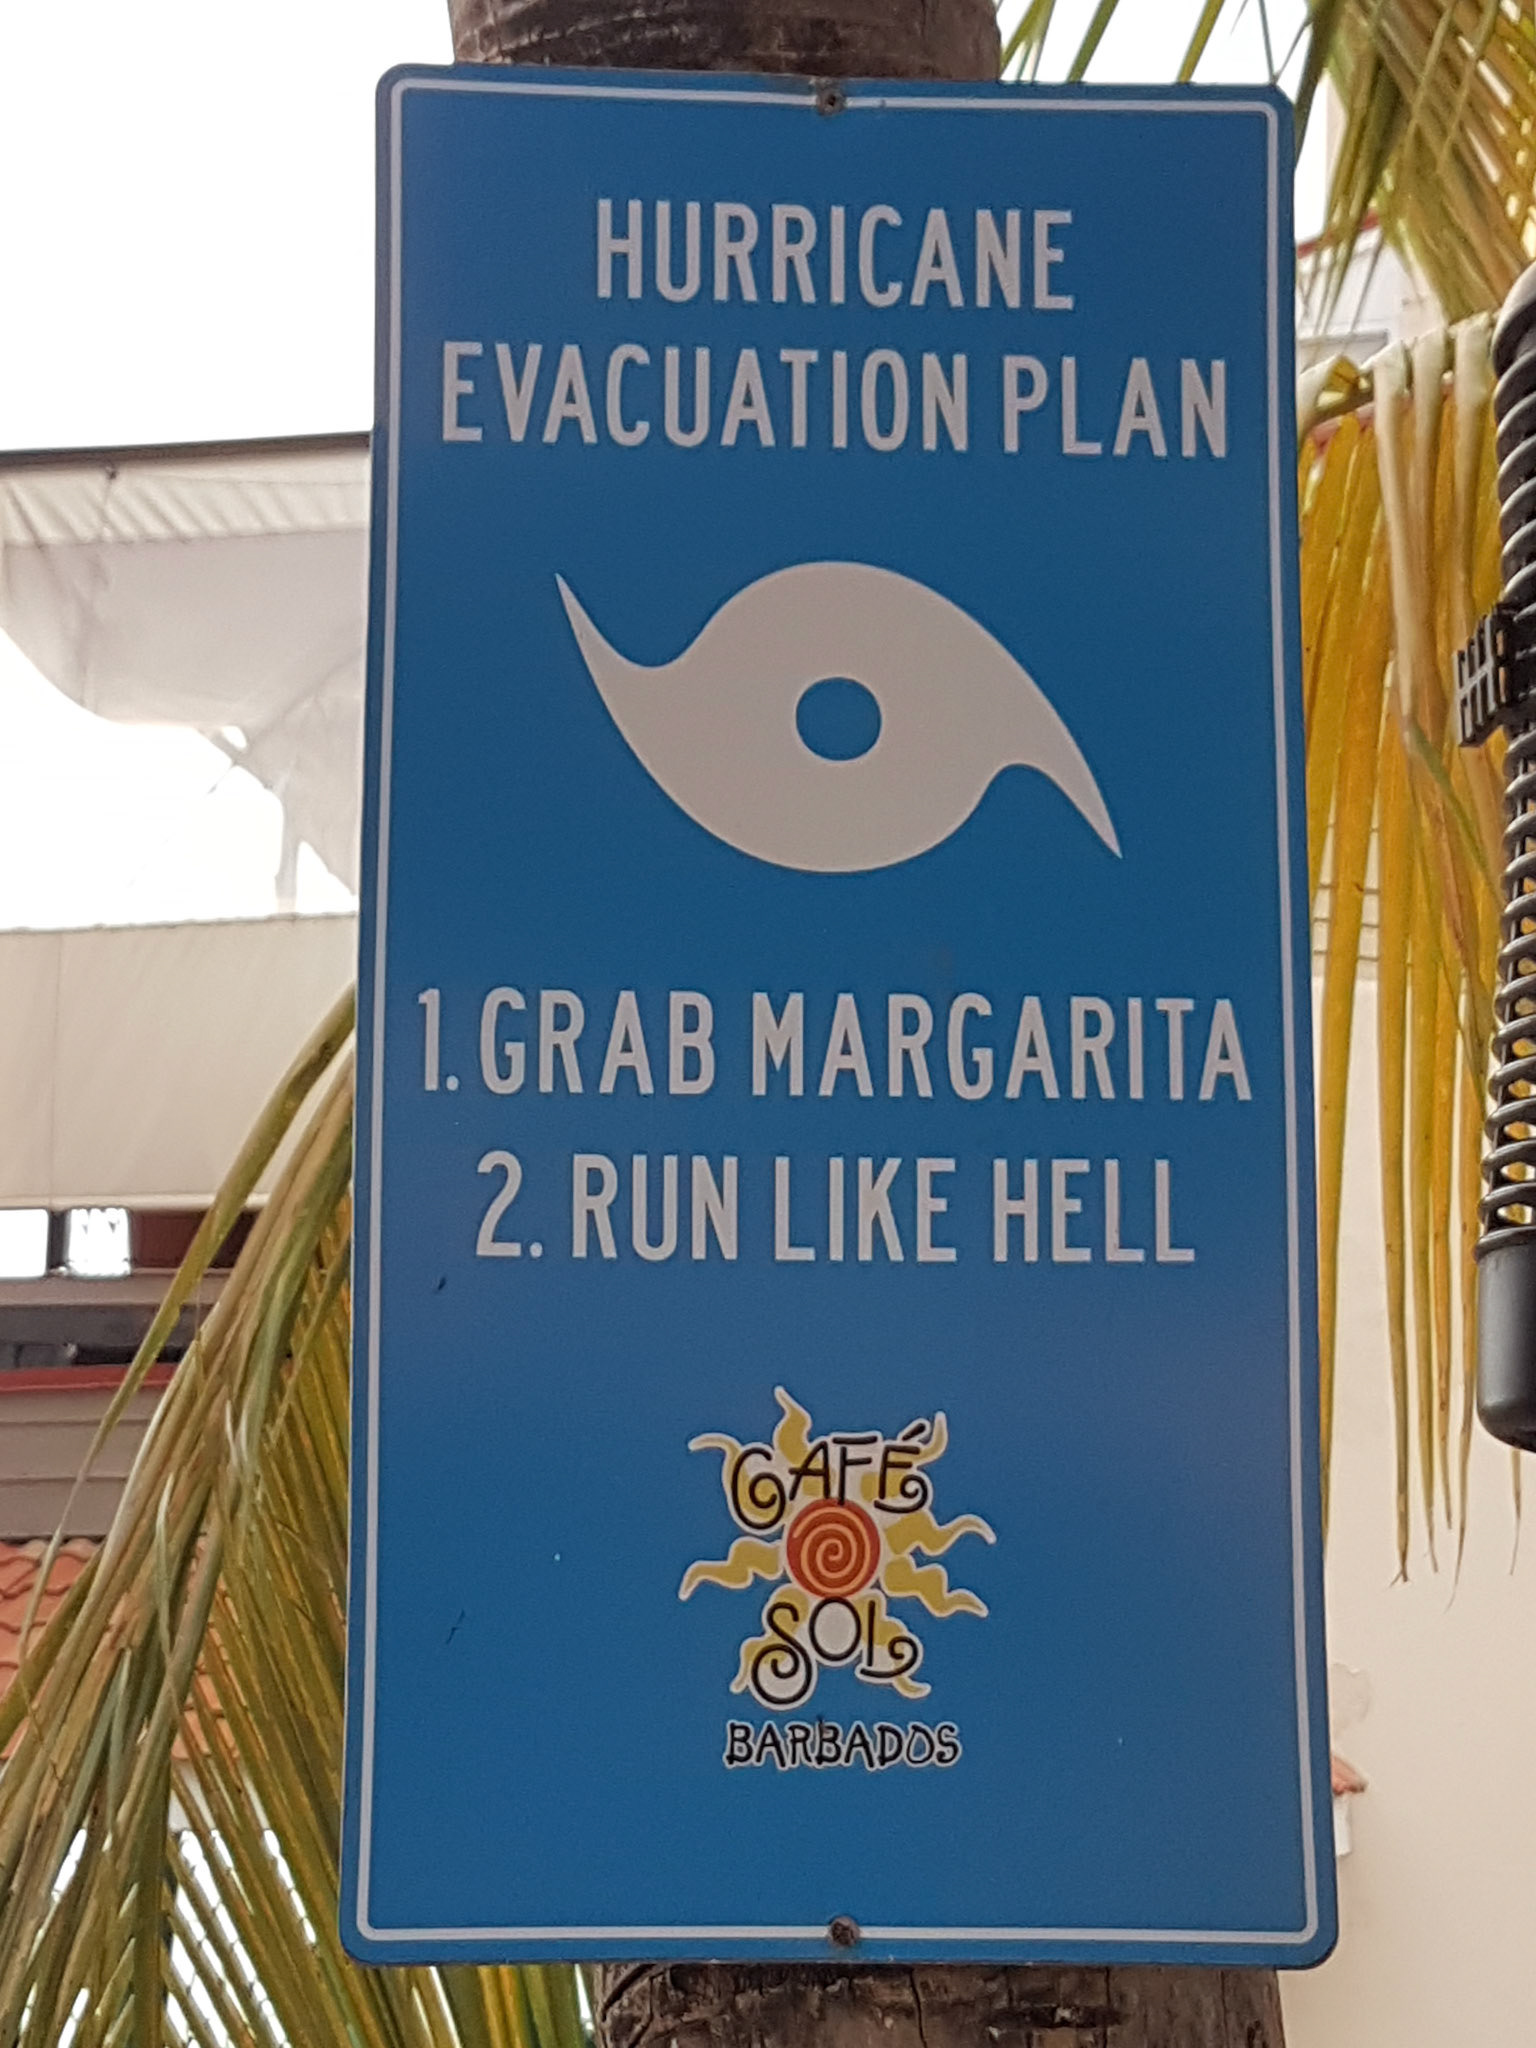 HURRICANE
EVACUATION PLAN
1. GRAB MARGARITA
2. RUN LIKE HELL
CAFÉ
SOL
BARBADOS